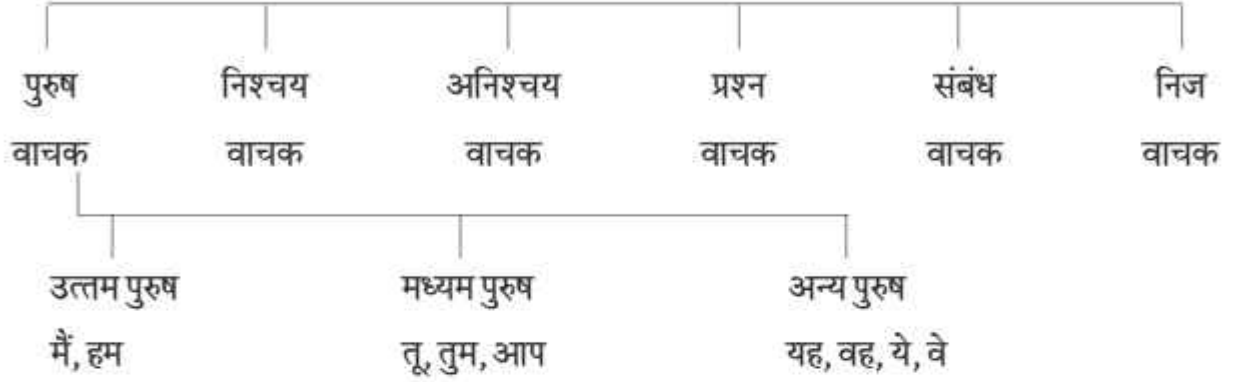 पुरुष निश्चय अनिश्चय प्रश्न संबंध निज
वाचक वाचक वाचक वाचक वाचक वाचक
उत्तम पुरुष मध्यम पुरुष अन्य पुरुष
मैं, हम तू, तुम, आप यह, वह, ये, वे